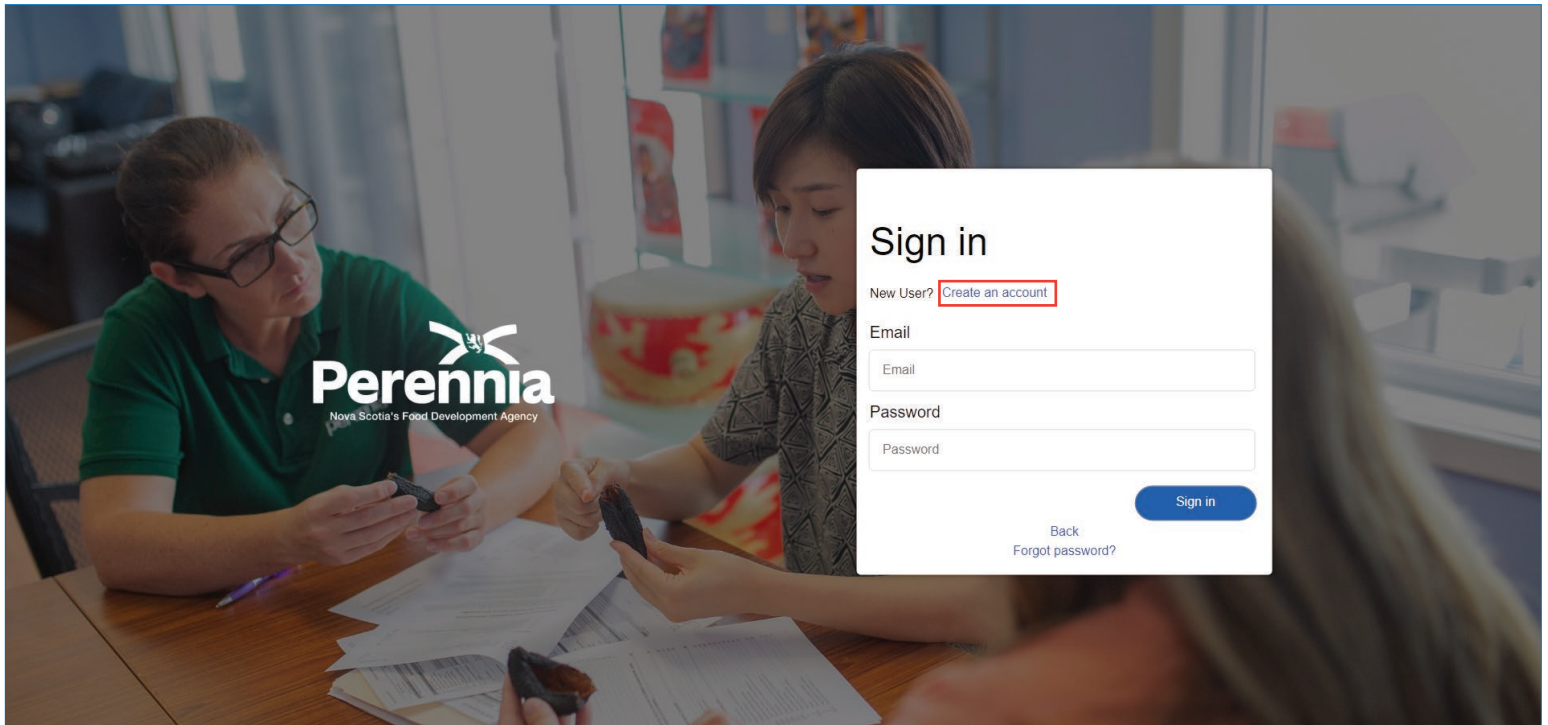 Perennia
Nova Scotia's Food Development Agency
Sign in
New User? Create an account
Email
Email
Password
Password
Sign in
Back
Forgot password?